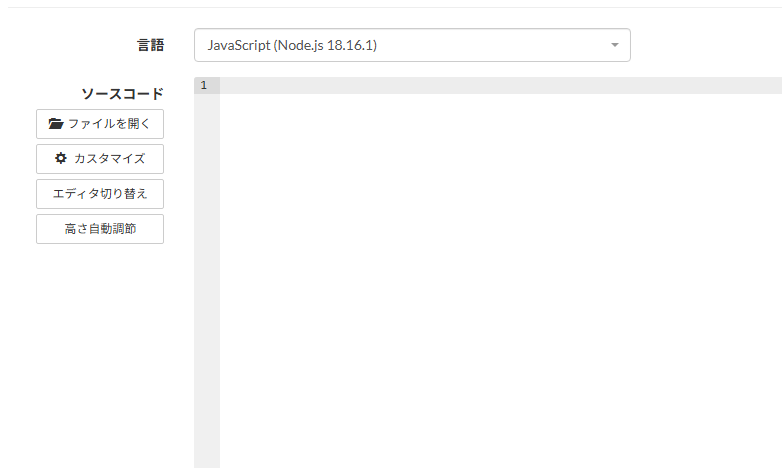 言語
JavaScript (Node.js 18.16.1)
ソースコード
1
ファイルを開く
カスタマイズ
エディタ切り替え
高さ自動調節